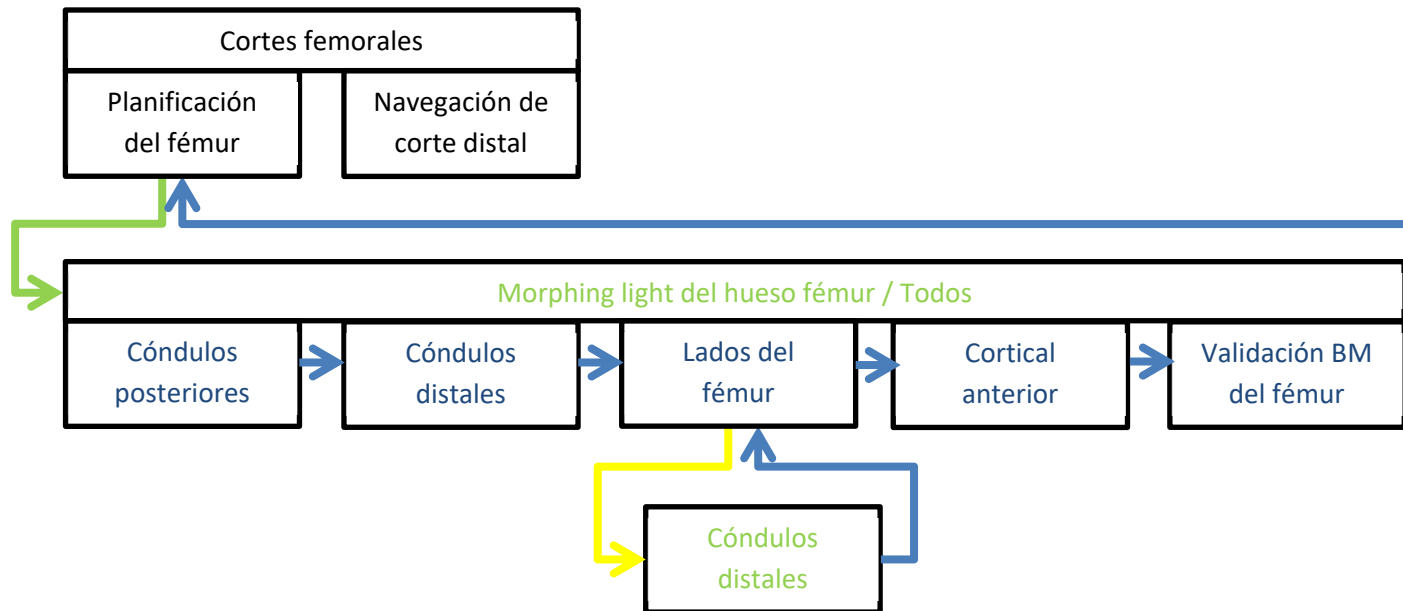 Cortes femorales
Planificación
del fémur
Navegación de
corte distal
Morphing light del hueso fémur / Todos
Cóndulos
posteriores
Cóndulos
distales
Lados del
fémur
Cortical
anterior
Validación BM
del fémur
Cóndulos
distales